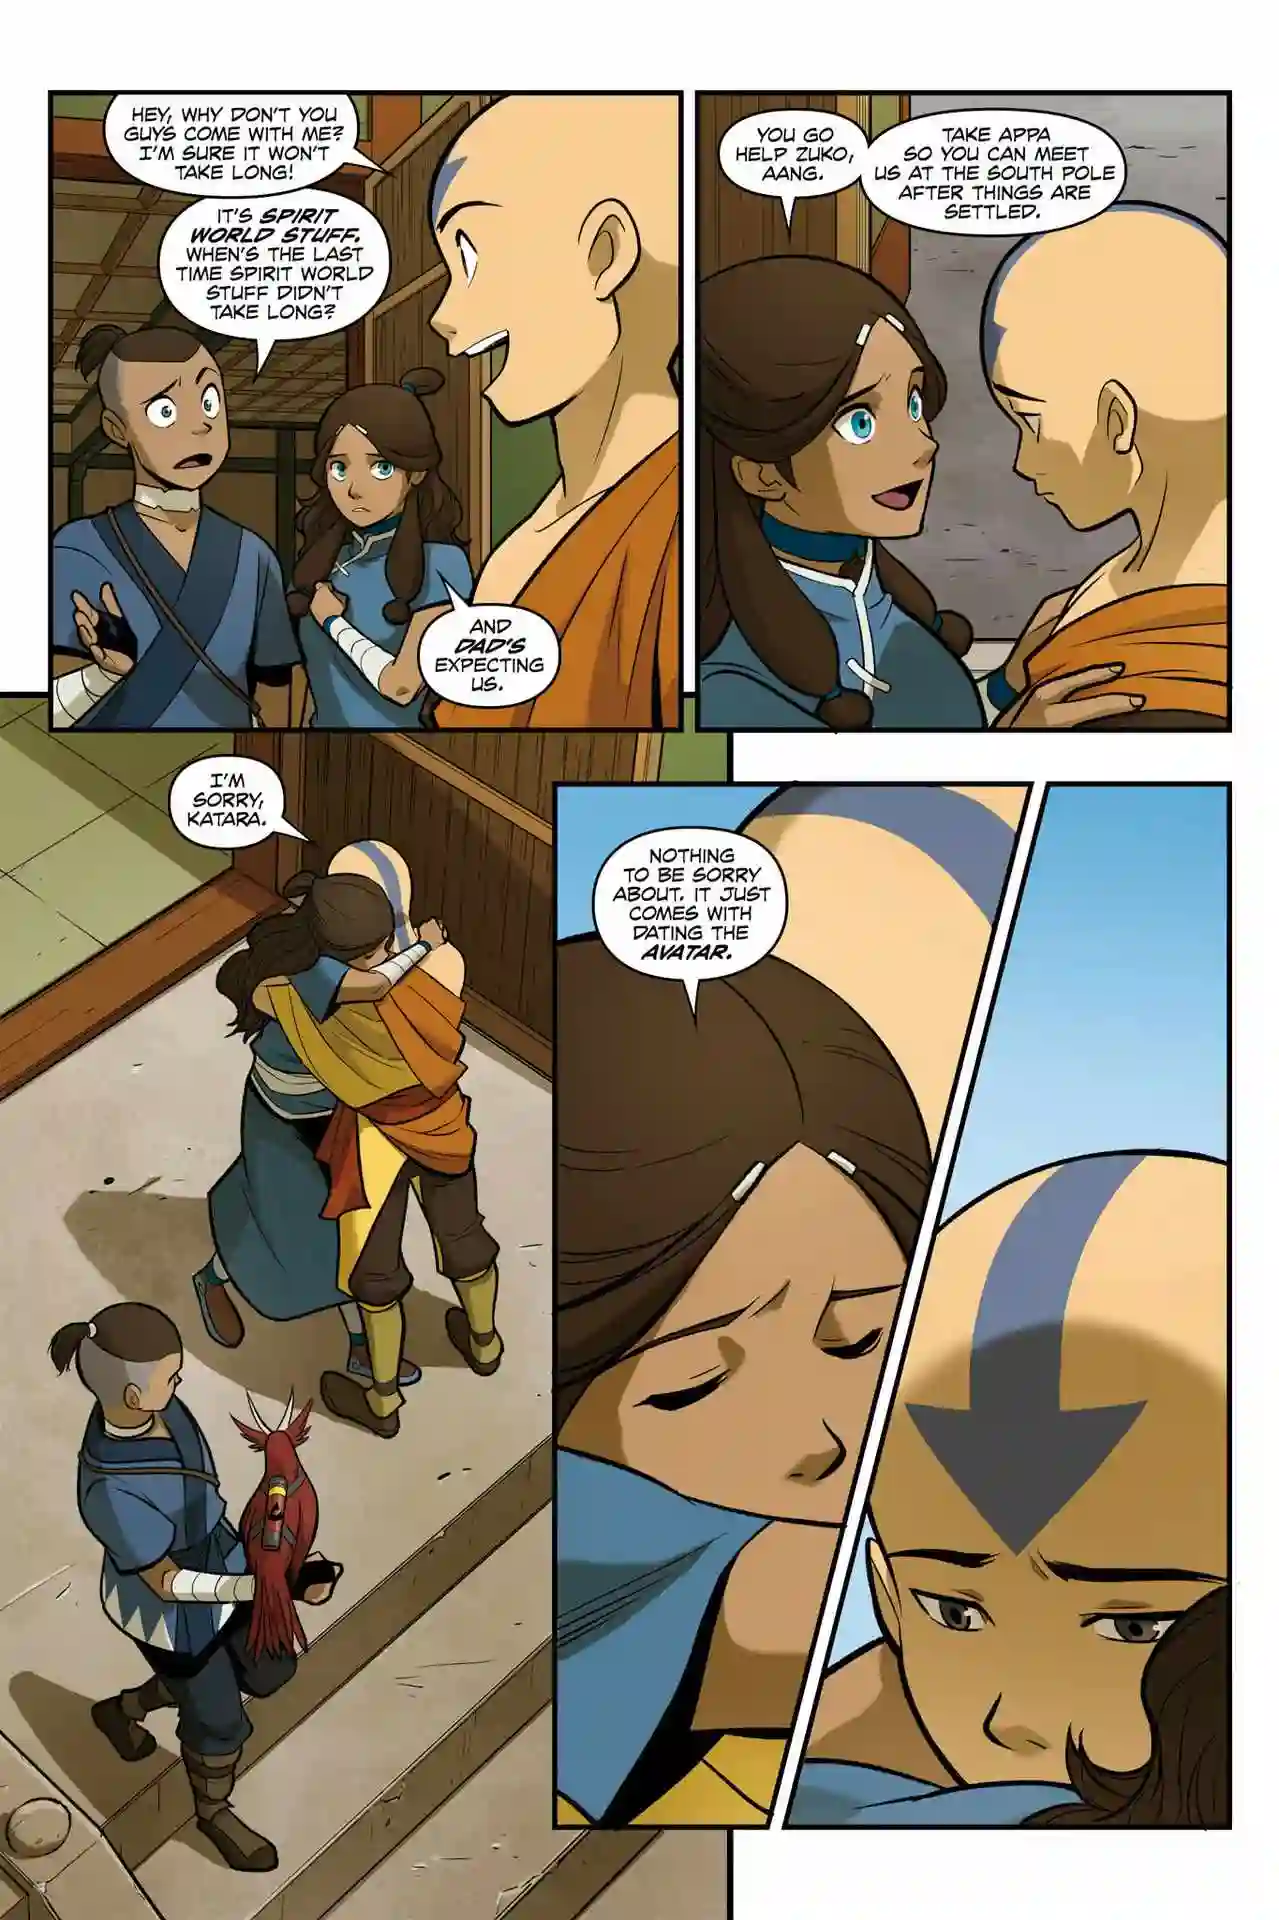 HEY, WHY DON'T YOU
GUYS COME WITH ME?
I'M SURE IT WON'T
TAKE LONG!
IT'S SPIRIT
WORLD STUFF.
WHEN'S THE LAST
TIME SPIRIT WORLD
STUFF DIDN'T
TAKE LONG?
AND
DAD'S
EXPECTING
US.
YOU GO
HELP ZUKO,
AANG.
TAKE APPA
SO YOU CAN MEET
US AT THE SOUTH POLE
AFTER THINGS ARE
SETTLED.
I'M
SORRY,
KATARA.
NOTHING
TO BE SORRY
ABOUT. IT JUST
COMES WITH
DATING THE
AVATAR.